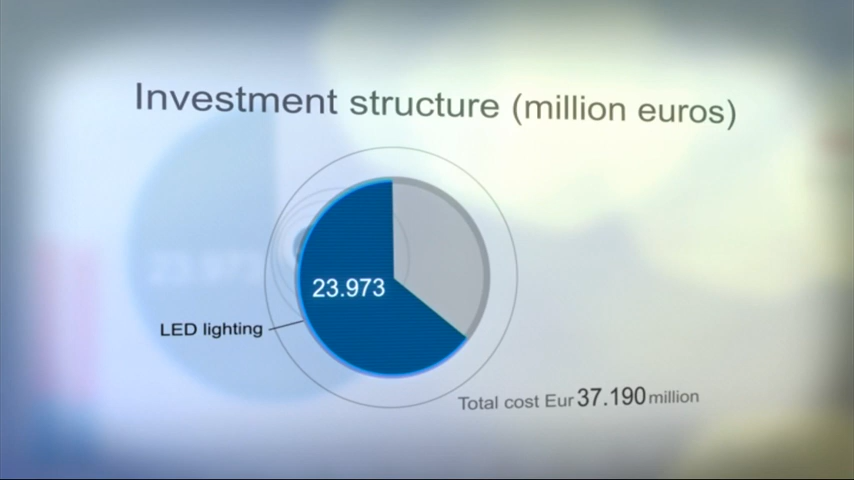 Investment structure (million euros)
23.973
LED lighting
Total cost Eur 37.190 million